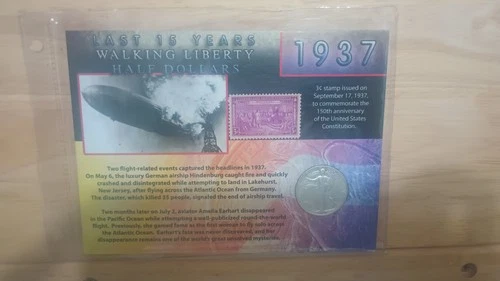 LAST 15 YEARS
WALKING LIBERTY
HALF DOLLARS
1937
3¢ stamp issued on
September 17, 1937,
to commemorate the
150th anniversary
of the United States
Constitution.
Two flight-related events captured the headlines in 1937.
On May 6, the luxury German airship Hindenburg caught fire and quickly
crashed and disintegrated while attempting to land in Lakehurst,
New Jersey, after flying across the Atlantic Ocean from Germany.
The disaster, which killed 35 people, signaled the end of airship travel.
Two months later on July 2, aviator Amelia Earhart disappeared
in the Pacific Ocean while attempting a well-publicized round-the-world
flight. Previously, she gained fame as the first woman to fly solo across
the Atlantic Ocean. Earhart's fate was never discovered, and her
disappearance remains one of the world's great unsolved mysteries.